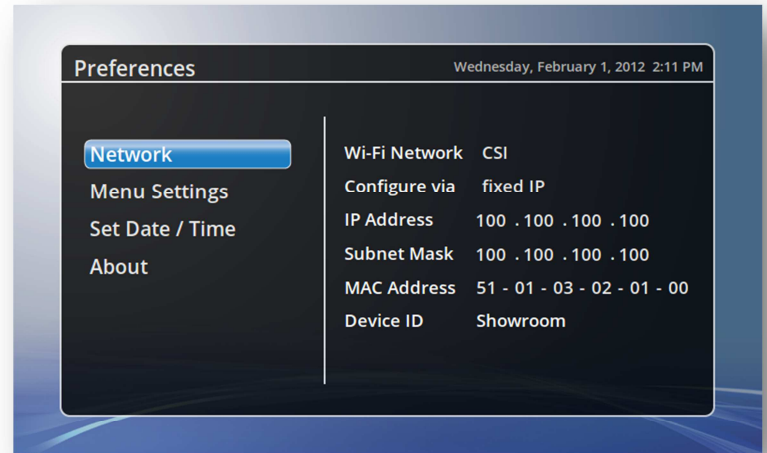 Preferences
Wednesday, February 1, 2012 2:11 PM
Network
Menu Settings
Set Date / Time
About
Wi-Fi Network CSI
Configure via fixed IP
IP Address 100 .100 .100 .100
Subnet Mask 100 .100 .100 .100
MAC Address 51 - 01 - 03 - 02 - 01 - 00
Device ID Showroom